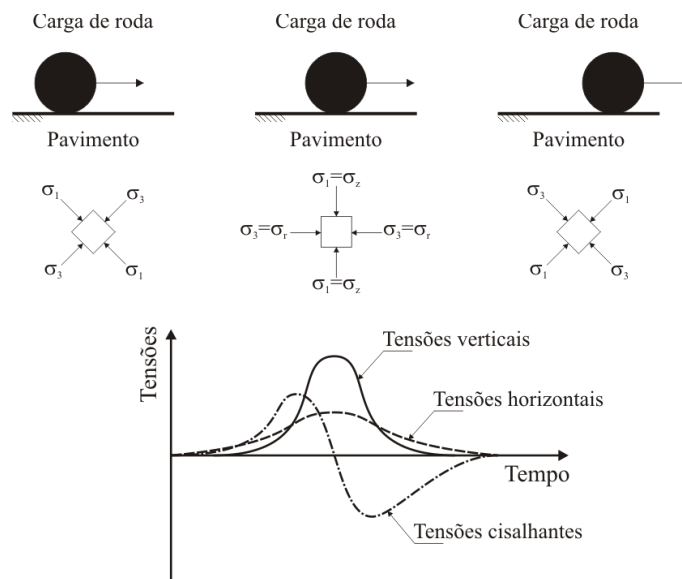 Carga de roda
Carga de roda
Carga de roda
Pavimento
Pavimento
Pavimento
σ1
σ3
σ3
σ1
σ1=σz
σ3=σr
σ3=σr
σ1=σz
σ3
σ1
σ1
σ3
Tensões
Tensões verticais
Tensões horizontais
Tempo
Tensões cisalhantes